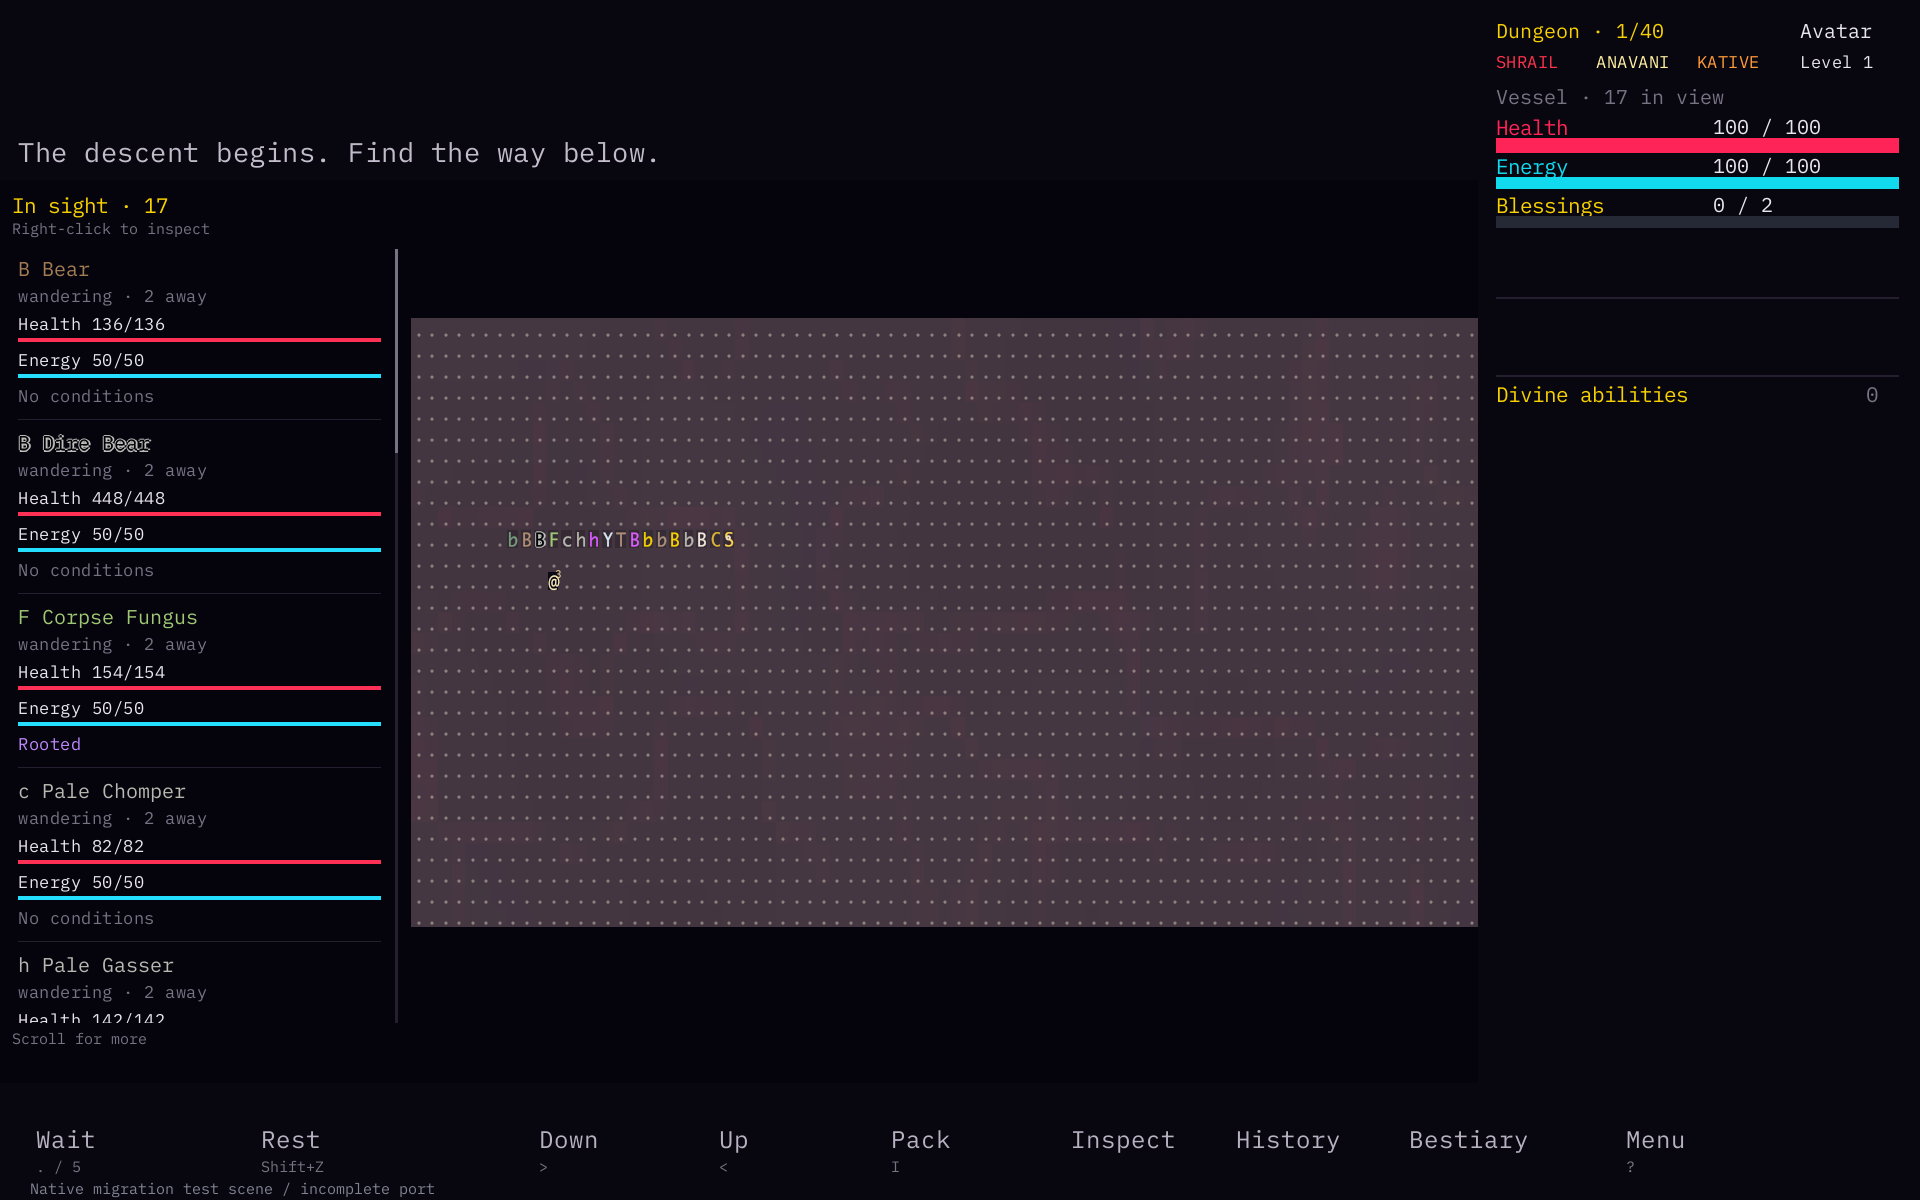 The descent begins. Find the way below.
In sight · 17
Right-click to inspect
B Bear
wandering · 2 away
Health 136/136
Energy 50/50
No conditions
B Dire Bear
wandering · 2 away
Health 448/448
Energy 50/50
No conditions
F Corpse Fungus
wandering · 2 away
Health 154/154
Energy 50/50
Rooted
c Pale Chomper
wandering · 2 away
Health 82/82
Energy 50/50
No conditions
h Pale Gasser
wandering · 2 away
Health 142/142
Scroll for more
bBBFchhYTBbbBbBCS
@
Dungeon · 1/40 Avatar
SHRAIL ANAVANI KATIVE Level 1
Vessel · 17 in view
Health 100 / 100
Energy 100 / 100
Blessings 0 / 2
Divine abilities 0
Wait Rest Down Up Pack Inspect History Bestiary Menu
. / 5 Shift+Z > < I ?
Native migration test scene / incomplete port